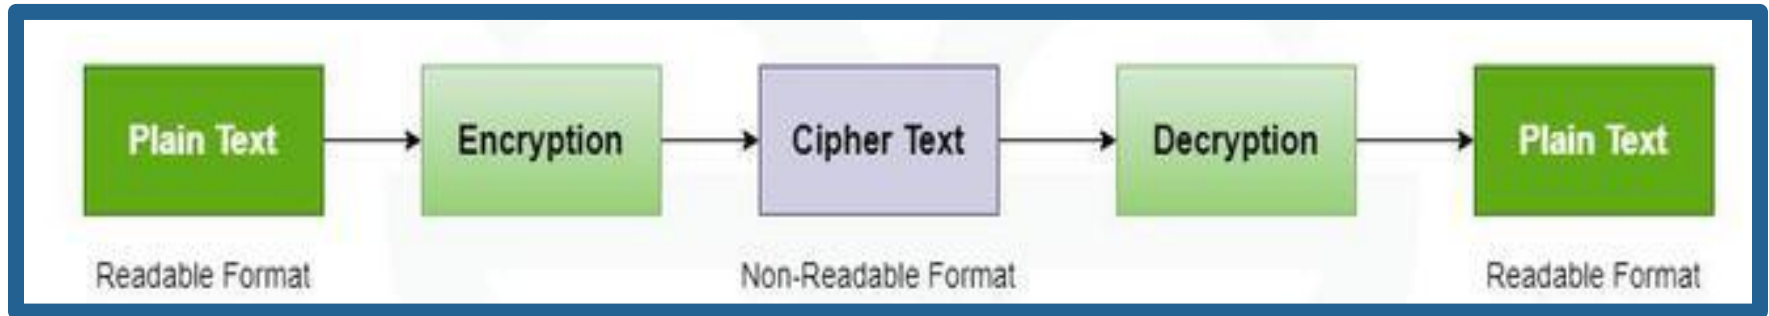 Plain Text
Encryption
Cipher Text
Decryption
Plain Text
Readable Format
Non-Readable Format
Readable Format